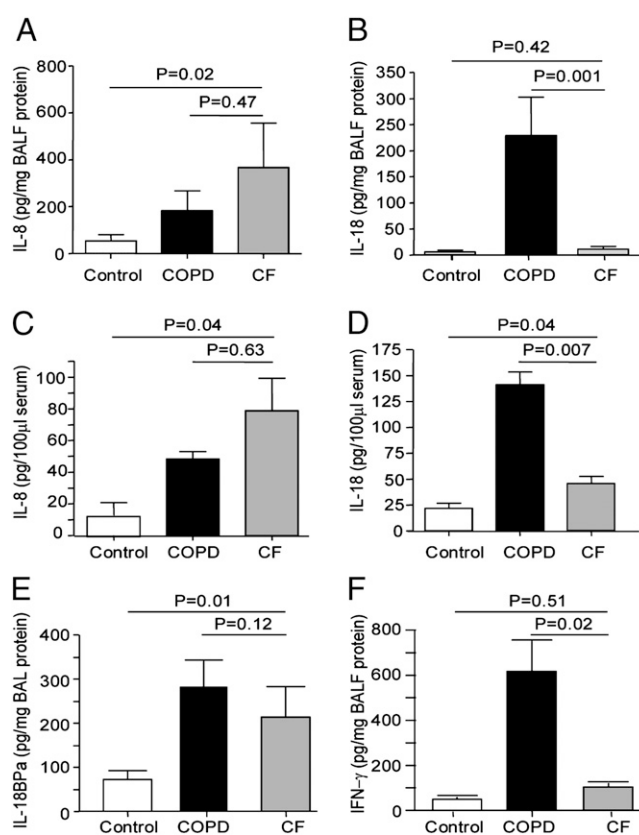 A
P=0.02
P=0.47
IL-8 (pg/mg BALF protein)
800
600
400
200
0
Control COPD CF
B
P=0.42
P=0.001
IL-18 (pg/mg BALF protein)
350
300
250
200
150
100
50
0
Control COPD CF
C
P=0.04
P=0.63
IL-8 (pg/100µl serum)
100
80
60
40
20
0
Control COPD CF
D
P=0.04
P=0.007
IL-18 (pg/100µl serum)
175
150
125
100
75
50
25
0
Control COPD CF
E
P=0.01
P=0.12
IL-18BPa (pg/mg BAL protein)
400
300
200
100
0
Control COPD CF
F
P=0.51
P=0.02
IFN-γ (pg/mg BALF protein)
800
600
400
200
0
Control COPD CF